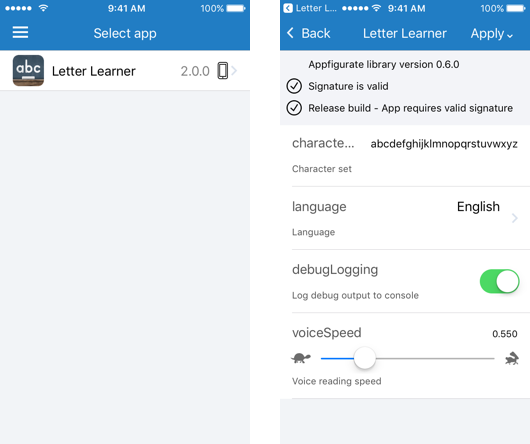 9:41 AM
100%
Select app
abc
Letter Learner
2.0.0
Letter L...
9:41 AM
100%
Back
Letter Learner
Apply
Appfigurate library version 0.6.0
Signature is valid
Release build - App requires valid signature
characte...
abcdefghijklmnopqrstuvwxyz
Character set
language
English
Language
debugLogging
Log debug output to console
voiceSpeed
0.550
Voice reading speed